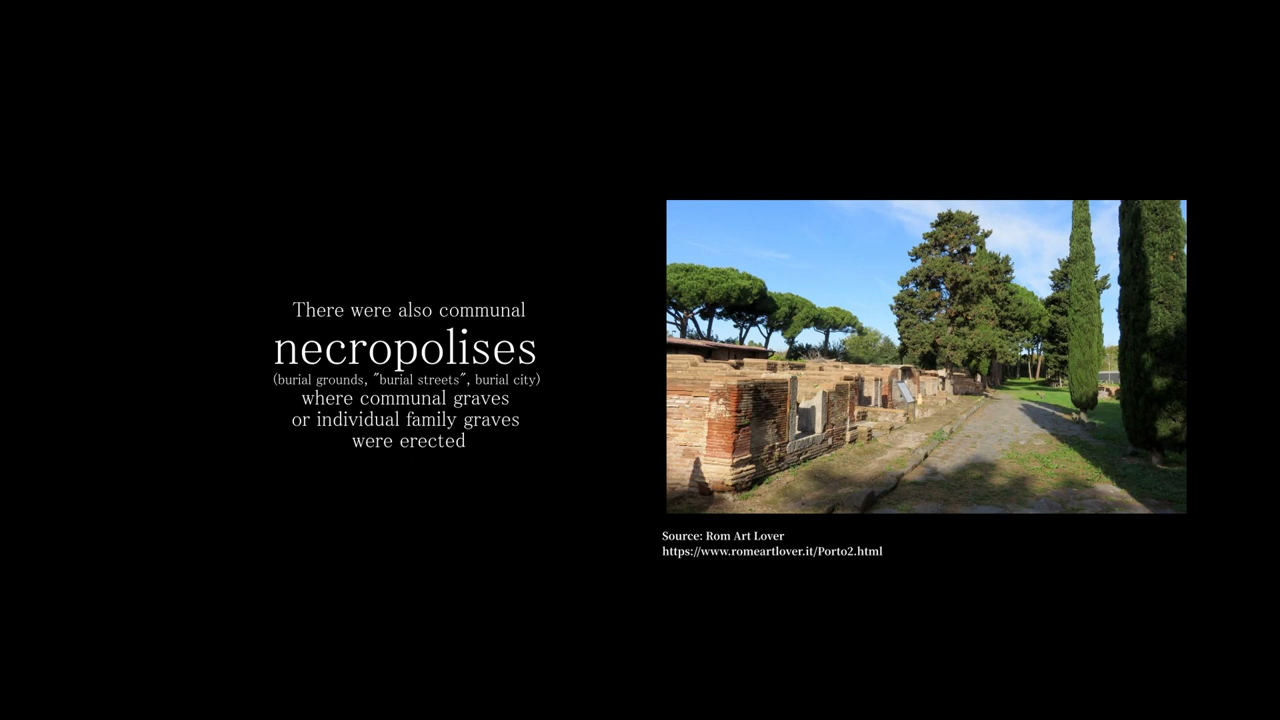 There were also communal
necropolises
(burial grounds, "burial streets", burial city)
where communal graves
or individual family graves
were erected
Source: Rom Art Lover
https://www.romeartlover.it/Porto2.html